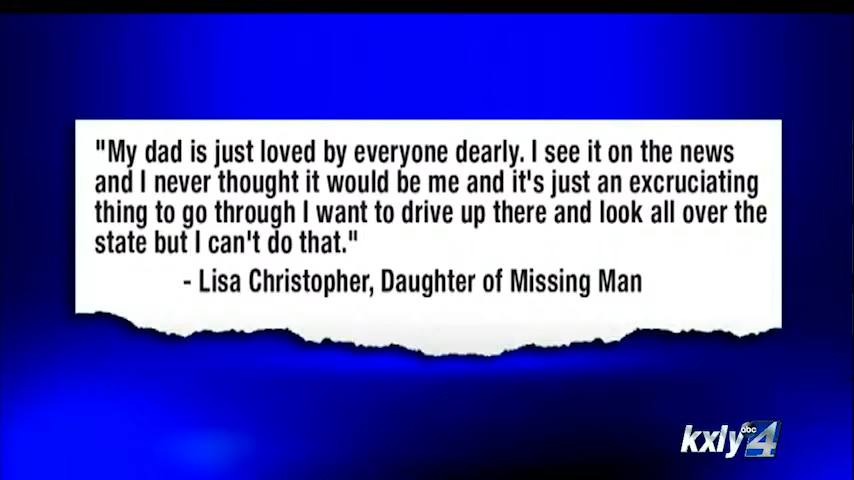 "My dad is just loved by everyone dearly. I see it on the news
and I never thought it would be me and it's just an excruciating
thing to go through I want to drive up there and look all over the
state but I can't do that."
- Lisa Christopher, Daughter of Missing Man
kxly abc 4